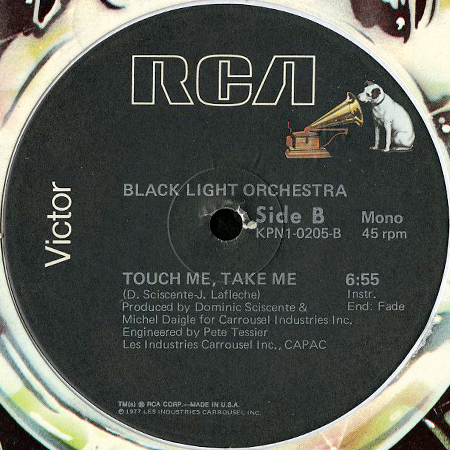 RCA
Victor
BLACK LIGHT ORCHESTRA
Side B Mono
KPN1-0205-B 45 rpm
TOUCH ME, TAKE ME 6:55
(D. Sciscente-J. Lafleche) Instr.
Produced by Dominic Sciscente & End: Fade
Michel Daigle for Carrousel Industries Inc.
Engineered by Pete Tessier
Les Industries Carrousel Inc., CAPAC
TM(s) ® RCA CORP.—MADE IN U.S.A.
© 1977 LES INDUSTRIES CARROUSEL INC.